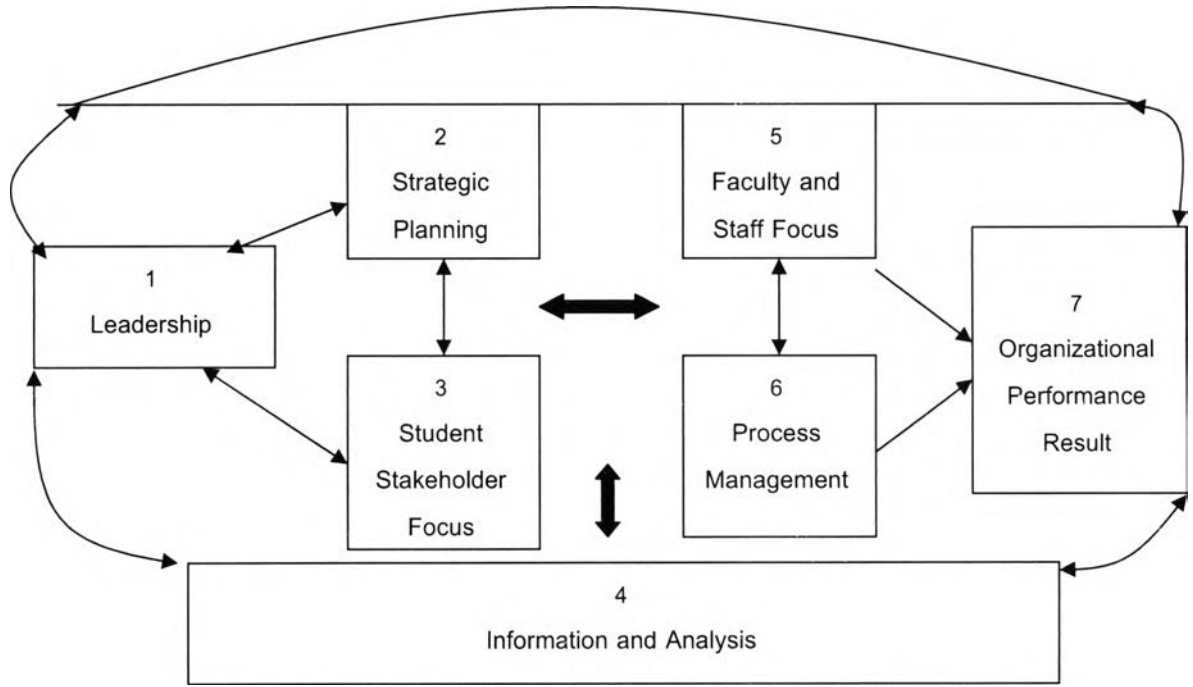 1
Leadership
2
Strategic
Planning
3
Student
Stakeholder
Focus
5
Faculty and
Staff Focus
6
Process
Management
7
Organizational
Performance
Result
4
Information and Analysis